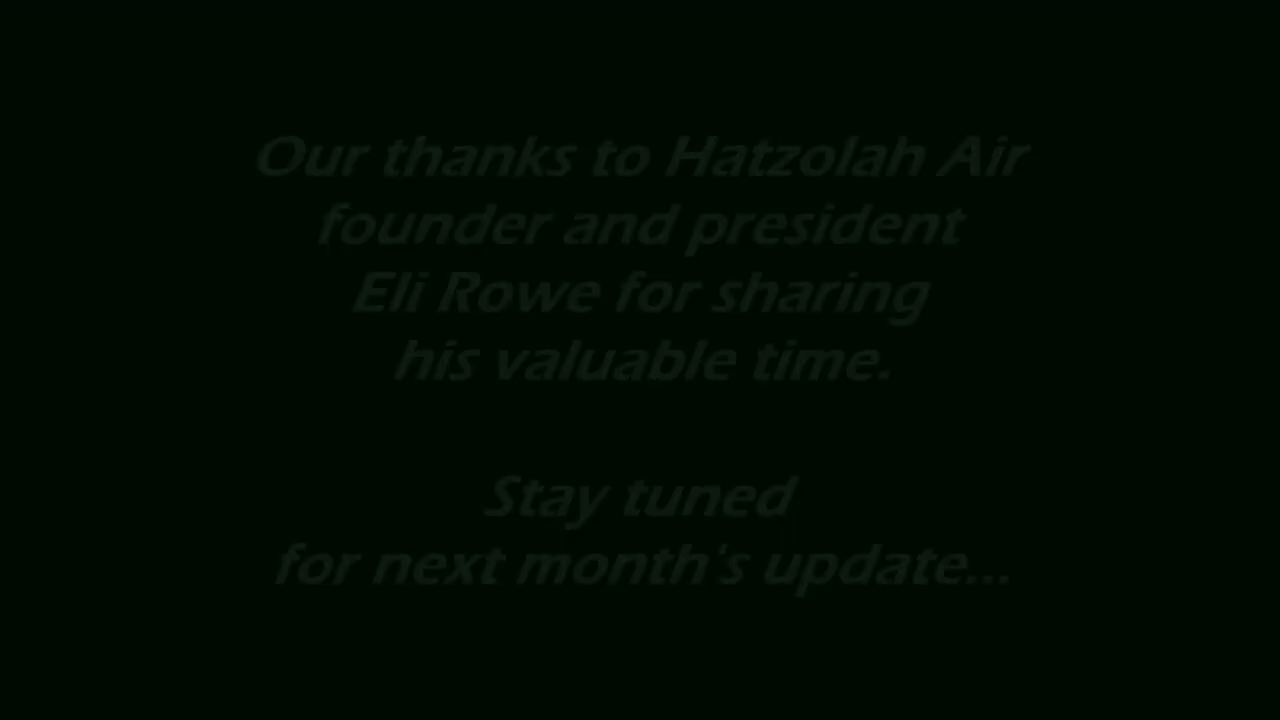 Our thanks to Hatzolah Air
founder and president
Eli Rowe for sharing
his valuable time.
Stay tuned
for next month's update...